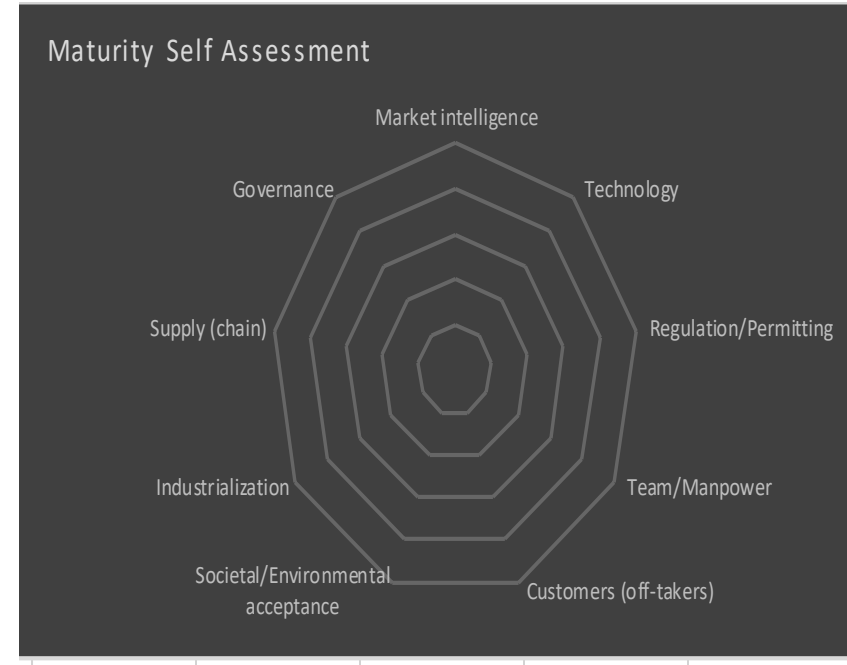 Maturity Self Assessment
Market intelligence
Governance
Technology
Supply (chain)
Regulation/Permitting
Industrialization
Team/Manpower
Societal/Environmental
acceptance
Customers (off-takers)